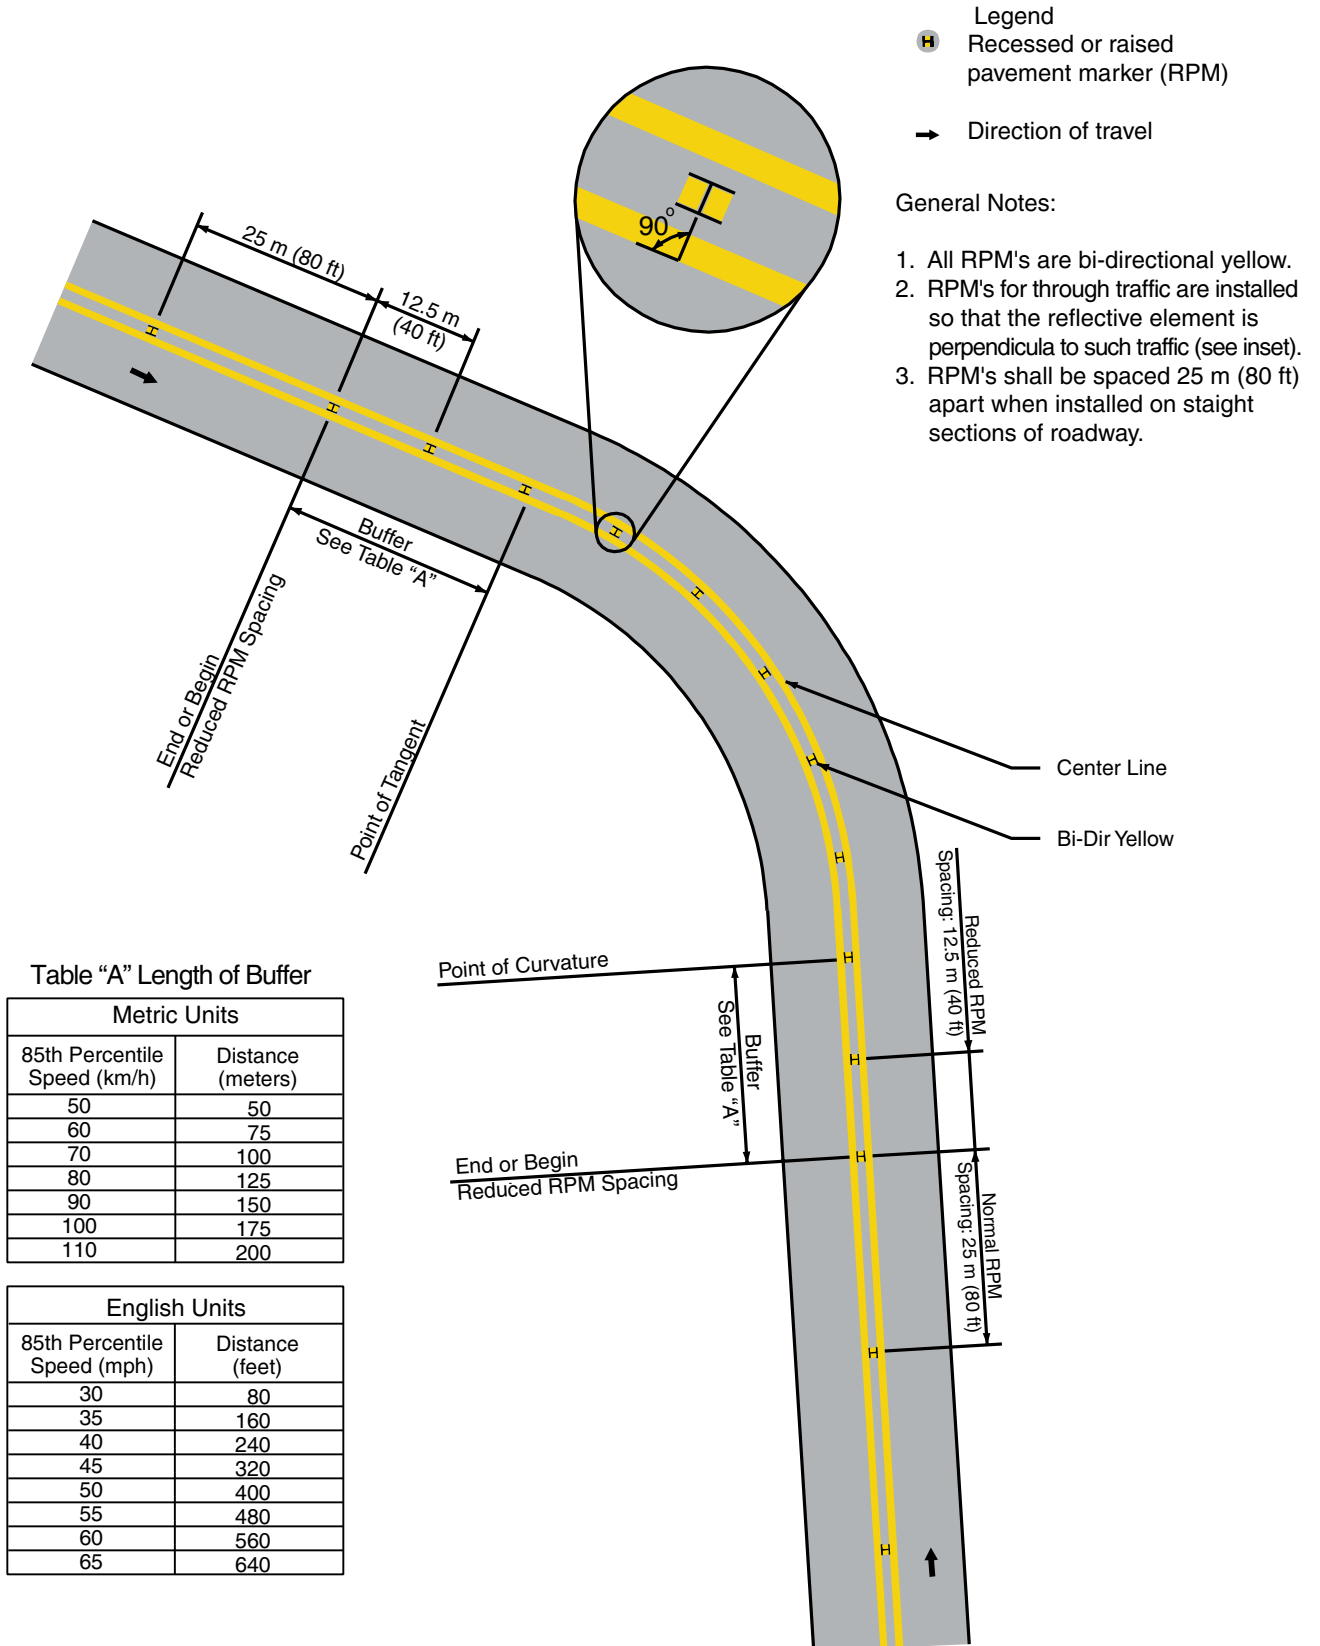 Legend
Recessed or raised
pavement marker (RPM)
Direction of travel
General Notes:
1. All RPM's are bi-directional yellow.
2. RPM's for through traffic are installed
so that the reflective element is
perpendicula to such traffic (see inset).
3. RPM's shall be spaced 25 m (80 ft)
apart when installed on staight
sections of roadway.
90°
25 m (80 ft)
12.5 m
(40 ft)
Buffer
See Table “A”
End or Begin
Reduced RPM Spacing
Point of Tangent
Center Line
Bi-Dir Yellow
Reduced RPM
Spacing: 12.5 m (40 ft)
Point of Curvature
Buffer
See Table “A”
End or Begin
Reduced RPM Spacing
Normal RPM
Spacing: 25 m (80 ft)
Table “A” Length of Buffer
Metric Units
85th Percentile Distance
Speed (km/h) (meters)
50 50
60 75
70 100
80 125
90 150
100 175
110 200
English Units
85th Percentile Distance
Speed (mph) (feet)
30 80
35 160
40 240
45 320
50 400
55 480
60 560
65 640